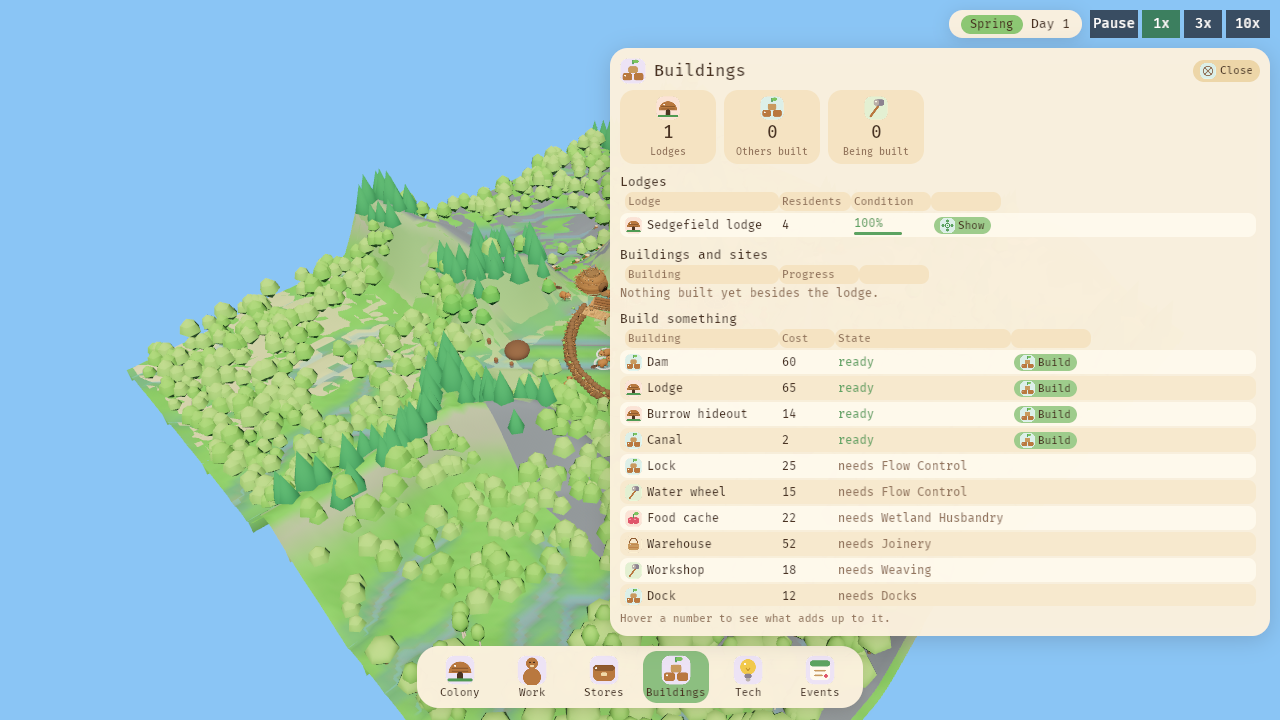 Spring Day 1 Pause 1x 3x 10x
Buildings Close
1 0 0
Lodges Others built Being built
Lodges
Lodge Residents Condition
Sedgefield lodge 4 100% Show
Buildings and sites
Building Progress
Nothing built yet besides the lodge.
Build something
Building Cost State
Dam 60 ready Build
Lodge 65 ready Build
Burrow hideout 14 ready Build
Canal 2 ready Build
Lock 25 needs Flow Control
Water wheel 15 needs Flow Control
Food cache 22 needs Wetland Husbandry
Warehouse 52 needs Joinery
Workshop 18 needs Weaving
Dock 12 needs Docks
Hover a number to see what adds up to it.
Colony Work Stores Buildings Tech Events